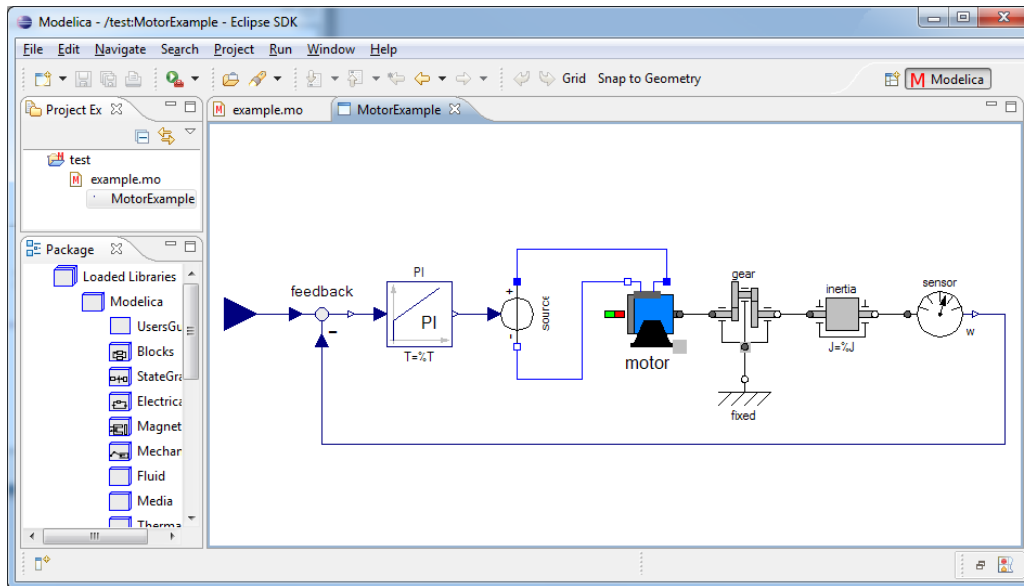 Modelica - /test:MotorExample - Eclipse SDK
File Edit Navigate Search Project Run Window Help
Grid Snap to Geometry
Modelica
Project Ex
example.mo
MotorExample
test
example.mo
MotorExample
Package
Loaded Libraries
Modelica
UsersGu
Blocks
StateGra
Electrica
Magnet
Mechar
Fluid
Media
Therma
feedback
-
PI
PI
T=%T
+
-
source
motor
gear
fixed
inertia
J=%J
sensor
w